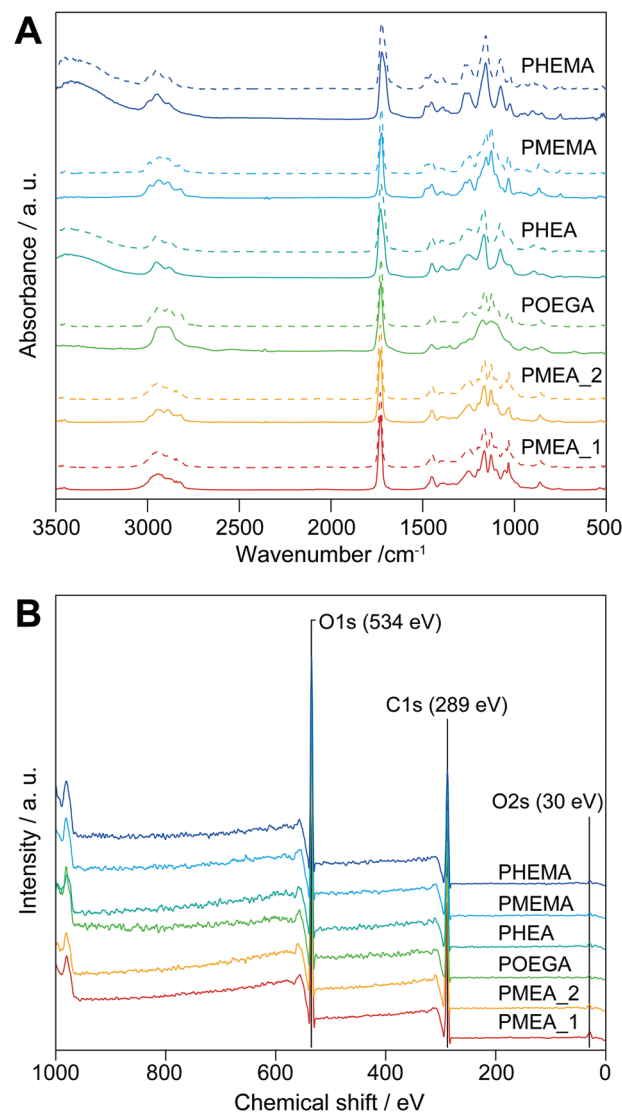 A
Absorbance / a. u.
PHEMA
PMEMA
PHEA
POEGA
PMEA_2
PMEA_1
3500 3000 2500 2000 1500 1000 500
Wavenumber /cm⁻¹
B
Intensity / a. u.
O1s (534 eV)
C1s (289 eV)
O2s (30 eV)
PHEMA
PMEMA
PHEA
POEGA
PMEA_2
PMEA_1
1000 800 600 400 200 0
Chemical shift / eV